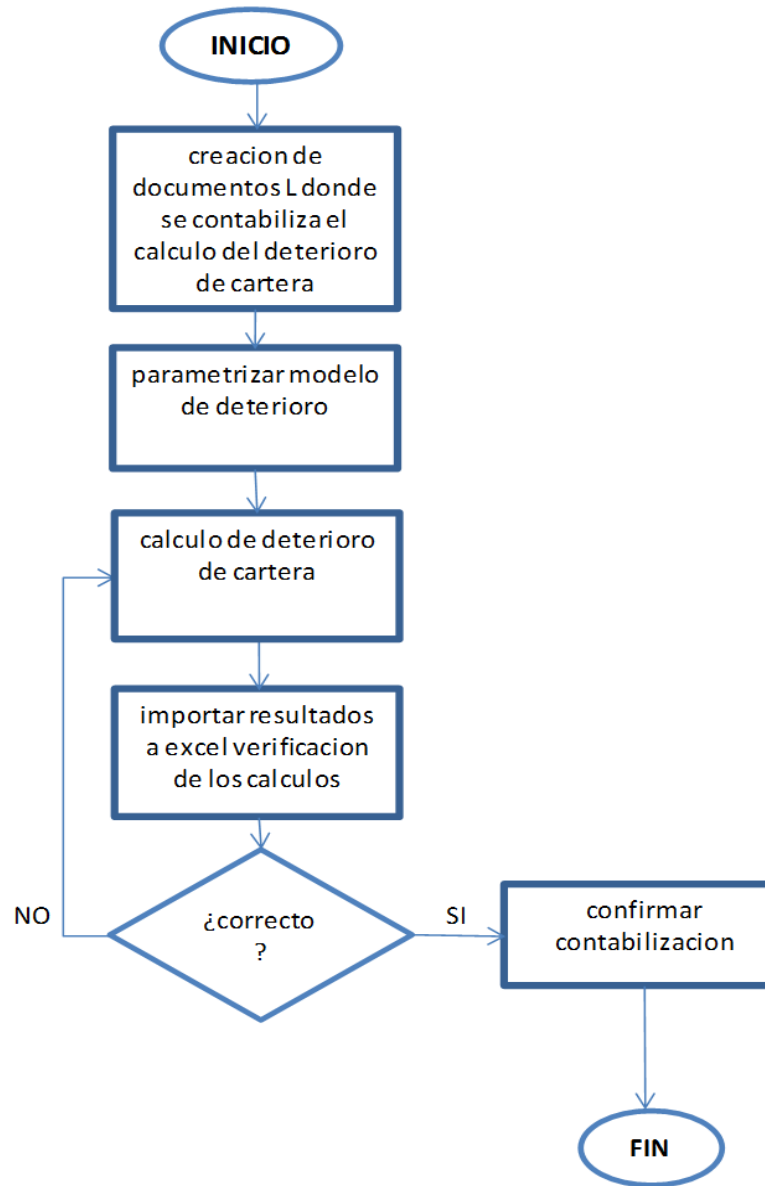 INICIO
creacion de
documentos L donde
se contabiliza el
calculo del deterioro
de cartera
parametrizar modelo
de deterioro
calculo de deterioro
de cartera
importar resultados
a excel verificacion
de los calculos
¿correcto
?
NO
SI
confirmar
contabilizacion
FIN